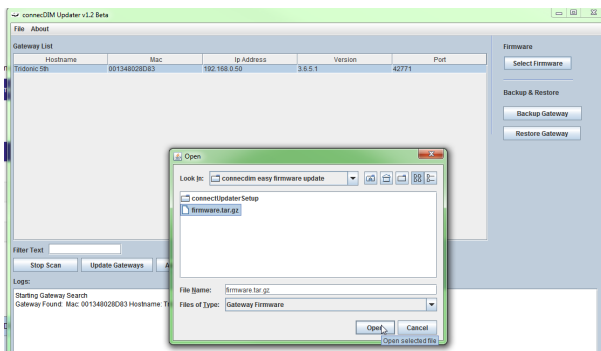 connecDIM Updater v1.2 Beta
File About
Gateway List
Hostname Mac Ip Address Version Port
Tridonic 5th 001348028D83 192.168.0.50 3.6.5.1 42771
Firmware
Select Firmware
Backup & Restore
Backup Gateway
Restore Gateway
Open
Look In: connecdim easy firmware update
connectUpdaterSetup
firmware.tar.gz
File Name: firmware.tar.gz
Files of Type: Gateway Firmware
Open Cancel
Open selected file
Filter Text
Stop Scan Update Gateways
Logs:
Starting Gateway Search
Gateway Found: Mac: 001348028D83 Hostname: Tri